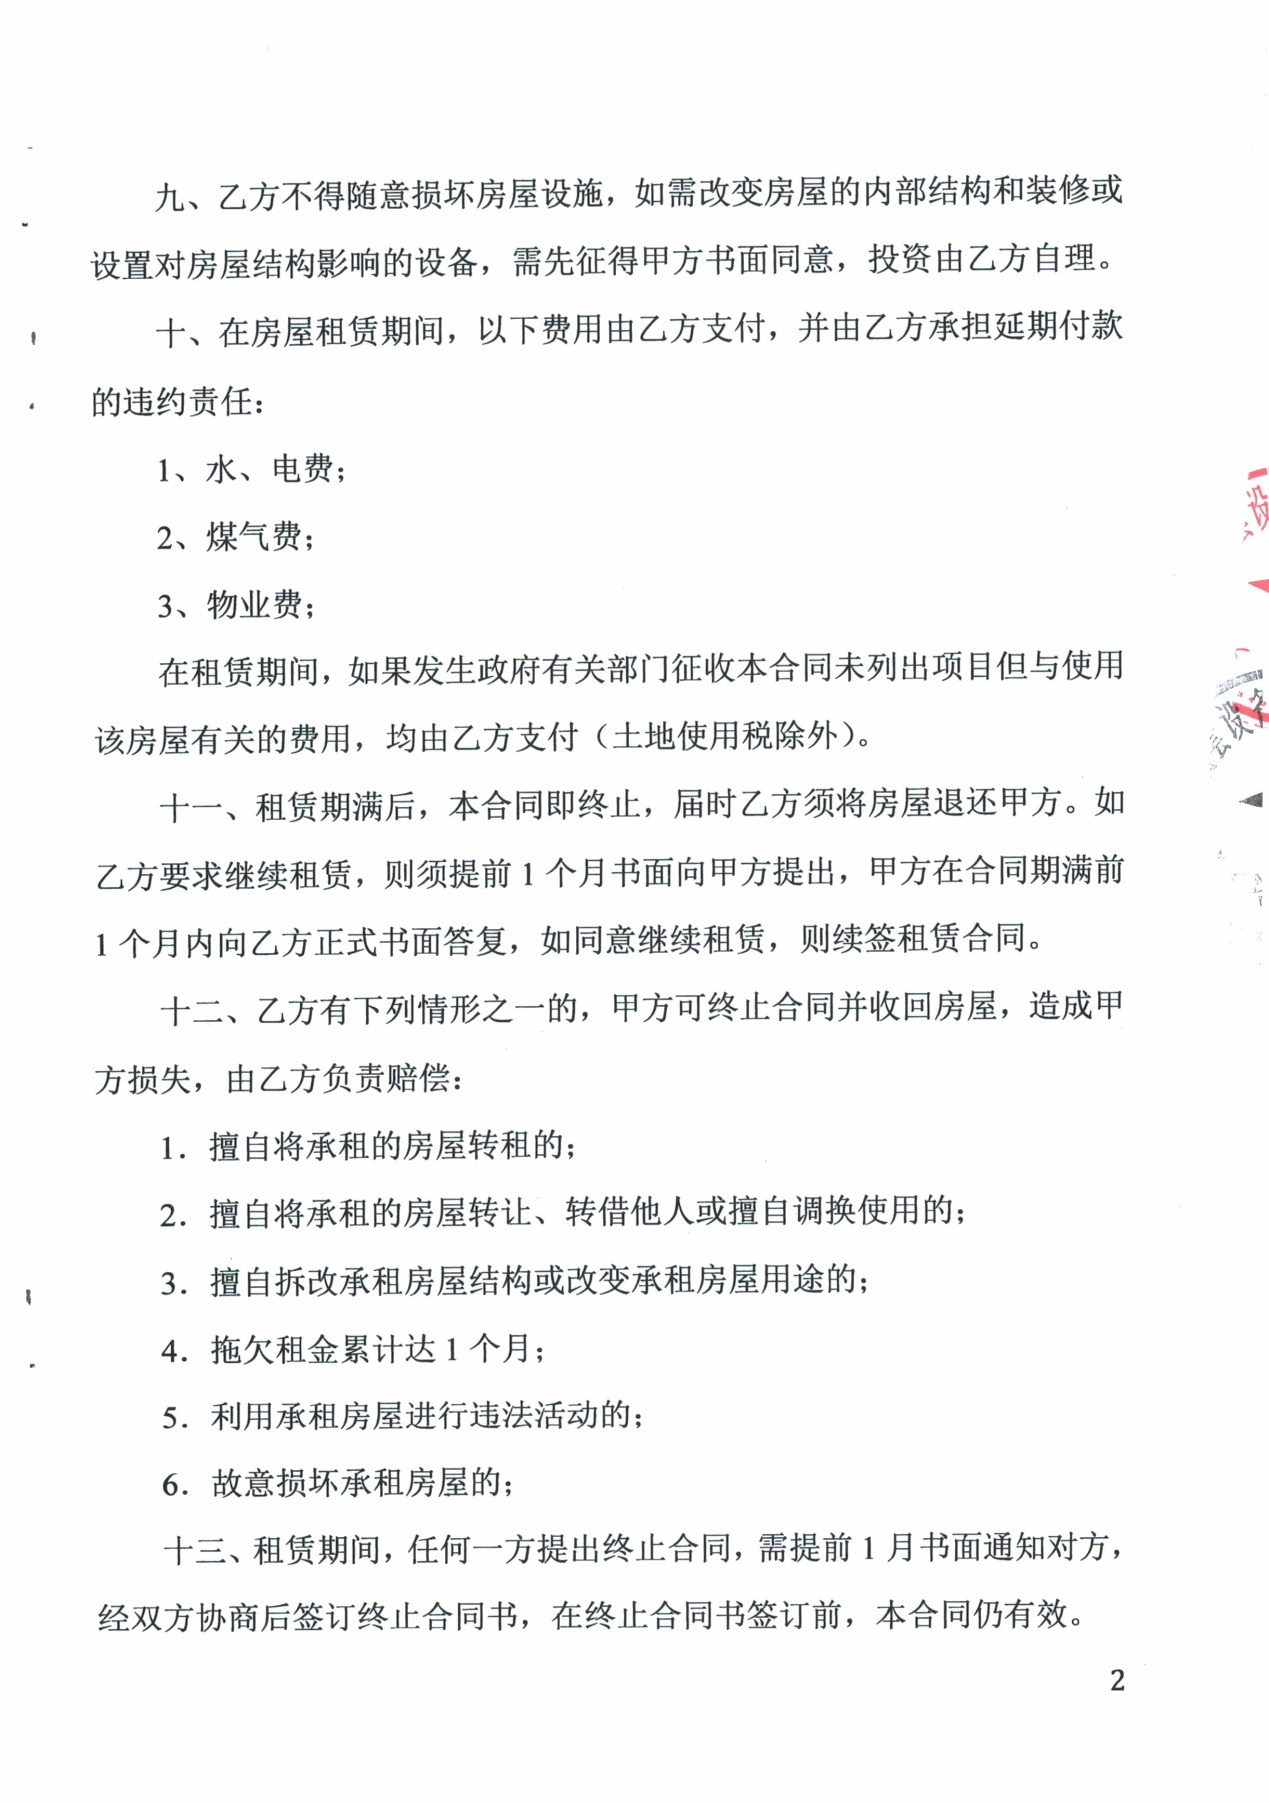 九、乙方不得随意损坏房屋设施，如需改变房屋的内部结构和装修或
设置对房屋结构影响的设备，需先征得甲方书面同意，投资由乙方自理。
十、在房屋租赁期间，以下费用由乙方支付，并由乙方承担延期付款
的违约责任：
1、水、电费；
2、煤气费；
3、物业费；
在租赁期间，如果发生政府有关部门征收本合同未列出项目但与使用
该房屋有关的费用，均由乙方支付（土地使用税除外）。
十一、租赁期满后，本合同即终止，届时乙方须将房屋退还甲方。如
乙方要求继续租赁，则须提前 1 个月书面向甲方提出，甲方在合同期满前
1 个月内向乙方正式书面答复，如同意继续租赁，则续签租赁合同。
十二、乙方有下列情形之一的，甲方可终止合同并收回房屋，造成甲
方损失，由乙方负责赔偿：
1．擅自将承租的房屋转租的；
2．擅自将承租的房屋转让、转借他人或擅自调换使用的；
3．擅自拆改承租房屋结构或改变承租房屋用途的；
4．拖欠租金累计达 1 个月；
5．利用承租房屋进行违法活动的；
6．故意损坏承租房屋的；
十三、租赁期间，任何一方提出终止合同，需提前 1 月书面通知对方，
经双方协商后签订终止合同书，在终止合同书签订前，本合同仍有效。
2
设
设